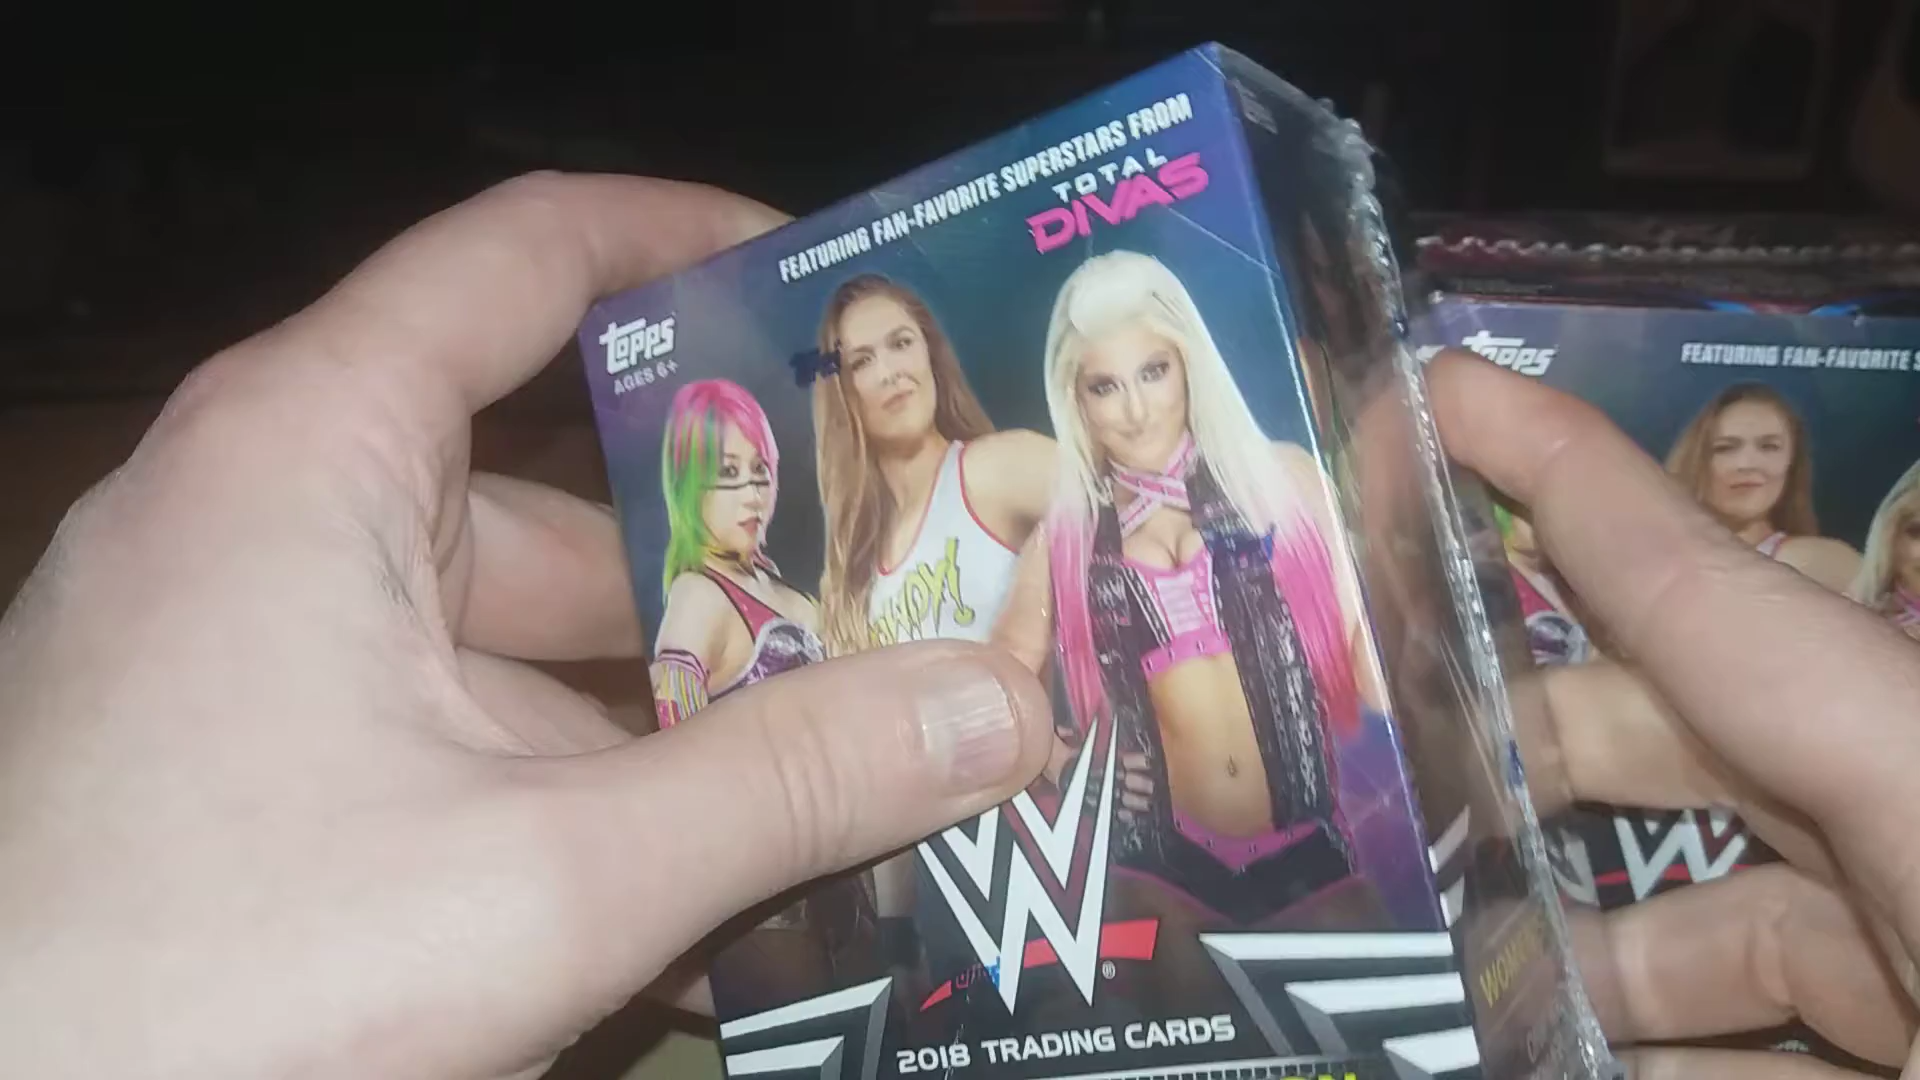 FEATURING FAN-FAVORITE SUPERSTARS FROM
TOTAL
DIVAS
topps
AGES 6+
W
2018 TRADING CARDS
topps
FEATURING FAN-FAVORITE
W